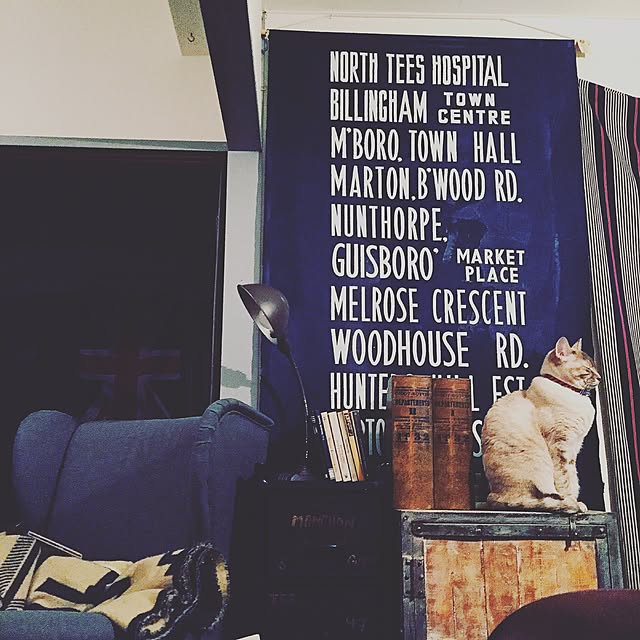 NORTH TEES HOSPITAL
BILLINGHAM TOWN CENTRE
M'BORO. TOWN HALL
MARTON. B'WOOD RD.
NUNTHORPE.
GUISBORO' MARKET PLACE
MELROSE CRESCENT
WOODHOUSE RD.
HUNTE